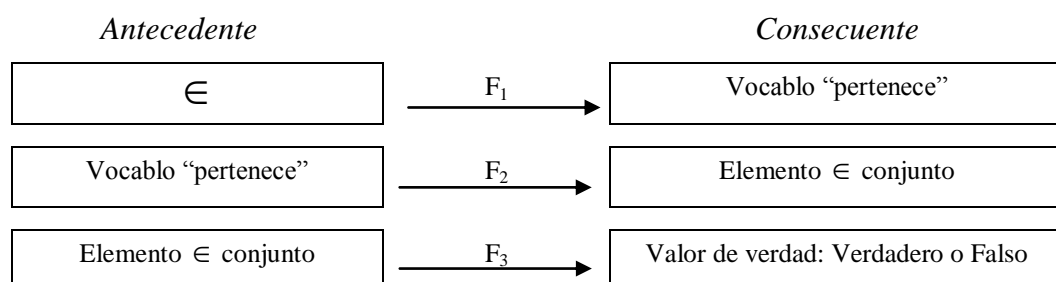 Antecedente Consecuente
∈ F₁ Vocablo “pertenece”
Vocablo “pertenece” F₂ Elemento ∈ conjunto
Elemento ∈ conjunto F₃ Valor de verdad: Verdadero o Falso